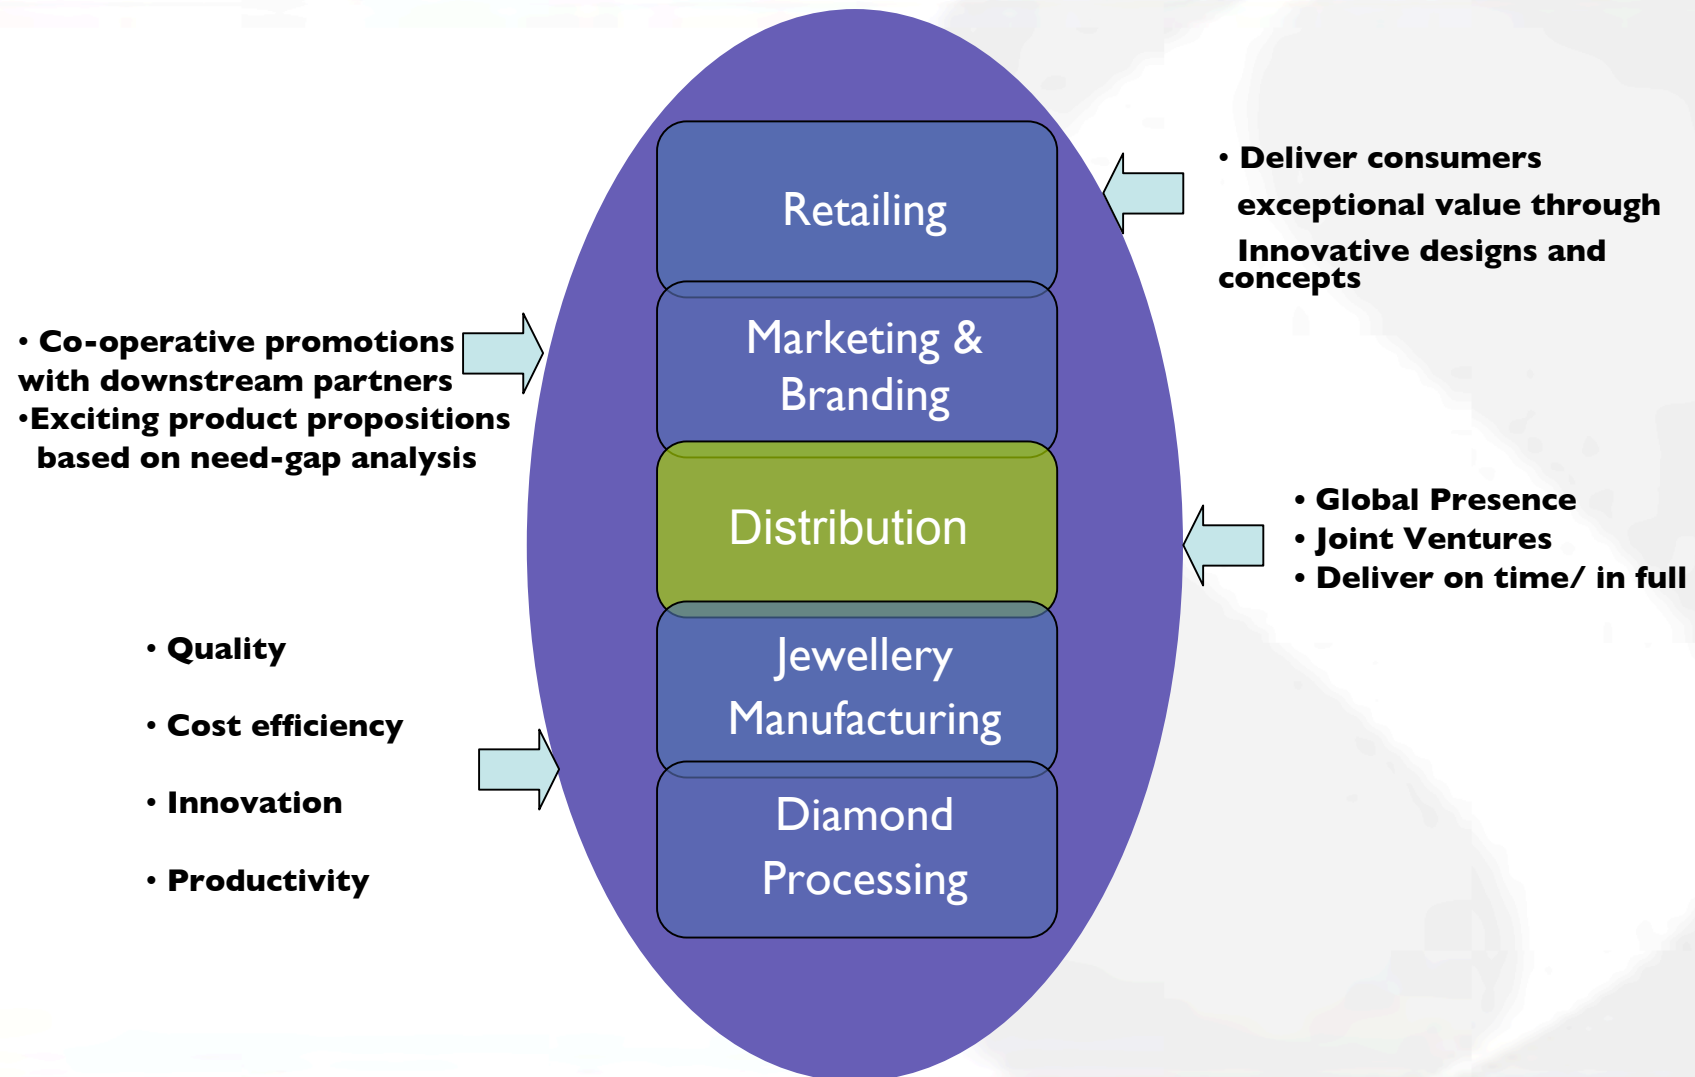 Retailing
• Deliver consumers
exceptional value through
Innovative designs and
concepts
Marketing &
Branding
• Co-operative promotions
with downstream partners
•Exciting product propositions
based on need-gap analysis
Distribution
• Global Presence
• Joint Ventures
• Deliver on time/ in full
Jewellery
Manufacturing
• Quality
• Cost efficiency
• Innovation
• Productivity
Diamond
Processing